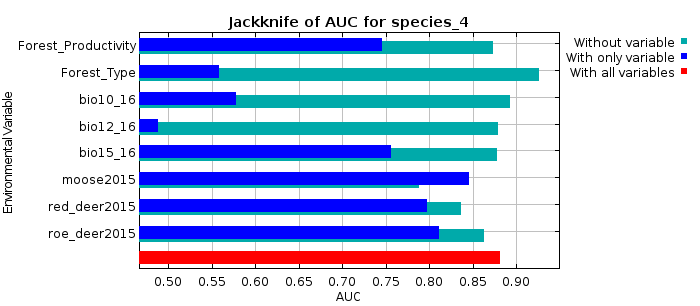 Jackknife of AUC for species_4
Forest_Productivity
Forest_Type
bio10_16
bio12_16
bio15_16
moose2015
red_deer2015
roe_deer2015
Environmental Variable
0.50 0.55 0.60 0.65 0.70 0.75 0.80 0.85 0.90
AUC
Without variable
With only variable
With all variables